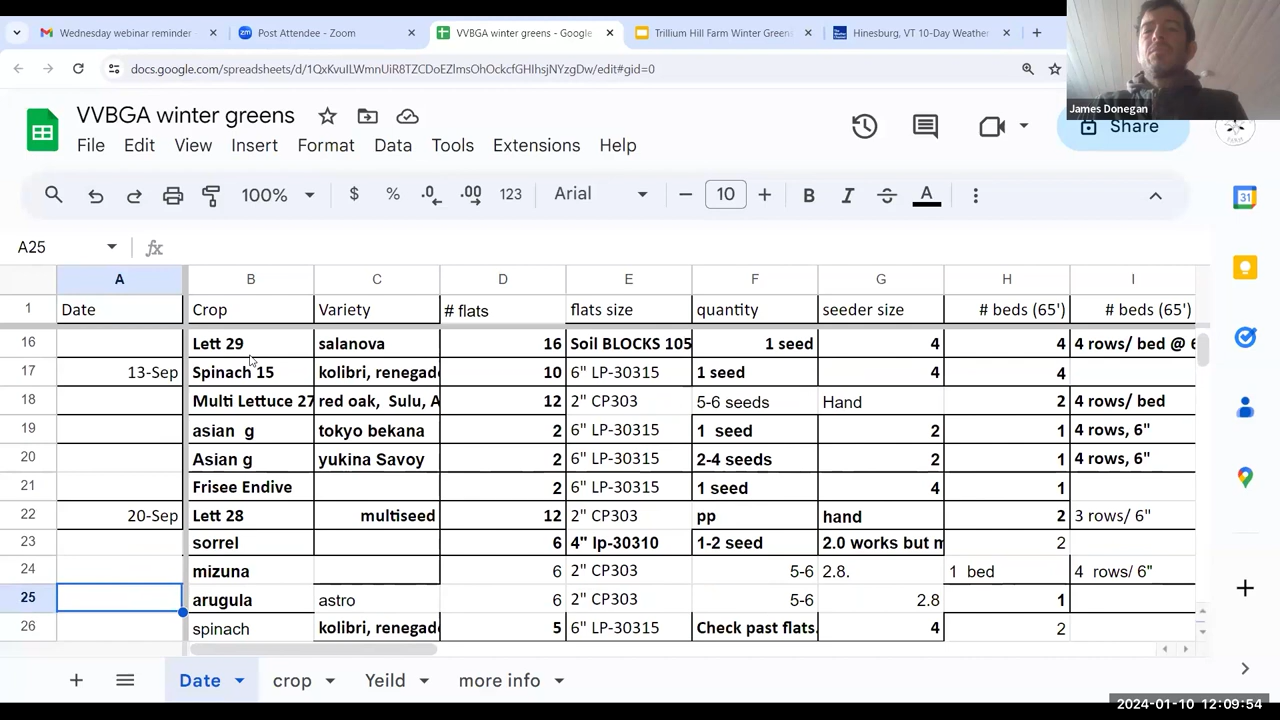 Wednesday webinar reminder
Post Attendee - Zoom
VVBGA winter greens - Google
Trillium Hill Farm Winter Greens
Hinesburg, VT 10-Day Weather
James Donegan
VVBGA winter greens
File Edit View Insert Format Data Tools Extensions Help
Share
100% $ % .0 .00 123 Arial 10 B I A
A25 fx
A B C D E F G H I
1 Date Crop Variety # flats flats size quantity seeder size # beds (65') # beds (65')
16 Lett 29 salanova 16 Soil BLOCKS 105 1 seed 4 4 4 rows/ bed @ 6
17 13-Sep Spinach 15 kolibri, renegad 10 6" LP-30315 1 seed 4 4
18 Multi Lettuce 27 red oak, Sulu, A 12 2" CP303 5-6 seeds Hand 2 4 rows/ bed
19 asian g tokyo bekana 2 6" LP-30315 1 seed 2 1 4 rows, 6"
20 Asian g yukina Savoy 2 6" LP-30315 2-4 seeds 2 1 4 rows, 6"
21 Frisee Endive 2 6" LP-30315 1 seed 4 1
22 20-Sep Lett 28 multiseed 12 2" CP303 pp hand 2 3 rows/ 6"
23 sorrel 6 4" lp-30310 1-2 seed 2.0 works but m 2
24 mizuna 6 2" CP303 5-6 2.8. 1 bed 4 rows/ 6"
25 arugula astro 6 2" CP303 5-6 2.8 1
26 spinach kolibri, renegad 5 6" LP-30315 Check past flats. 4 2
Date crop Yeild more info
2024-01-10 12:09:54